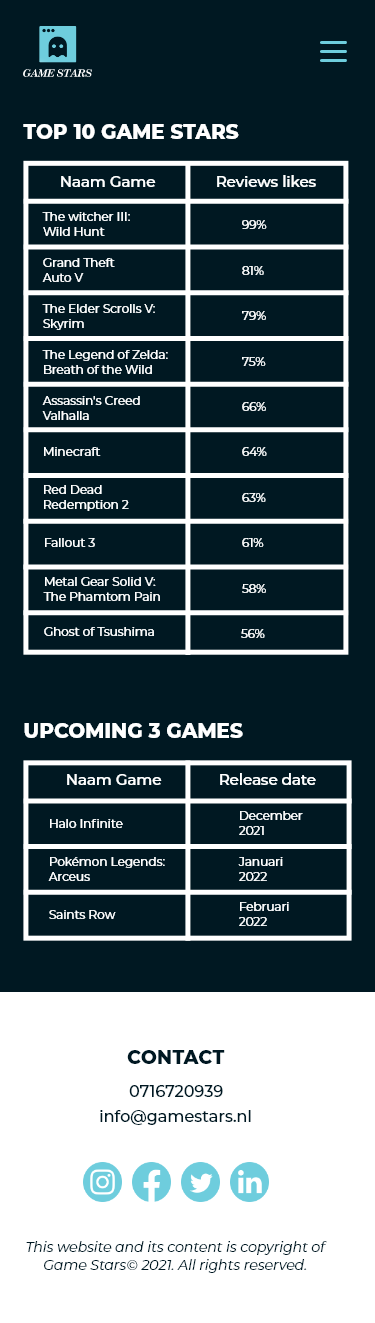 GAME STARS
TOP 10 GAME STARS
Naam Game
Reviews likes
The witcher III:
Wild Hunt
99%
Grand Theft
Auto V
81%
The Elder Scrolls V:
Skyrim
79%
The Legend of Zelda:
Breath of the Wild
75%
Assassin's Creed
Valhalla
66%
Minecraft
64%
Red Dead
Redemption 2
63%
Fallout 3
61%
Metal Gear Solid V:
The Phamtom Pain
58%
Ghost of Tsushima
56%
UPCOMING 3 GAMES
Naam Game
Release date
Halo Infinite
December
2021
Pokémon Legends:
Arceus
Januari
2022
Saints Row
Februari
2022
CONTACT
0716720939
info@gamestars.nl
This website and its content is copyright of
Game Stars© 2021. All rights reserved.